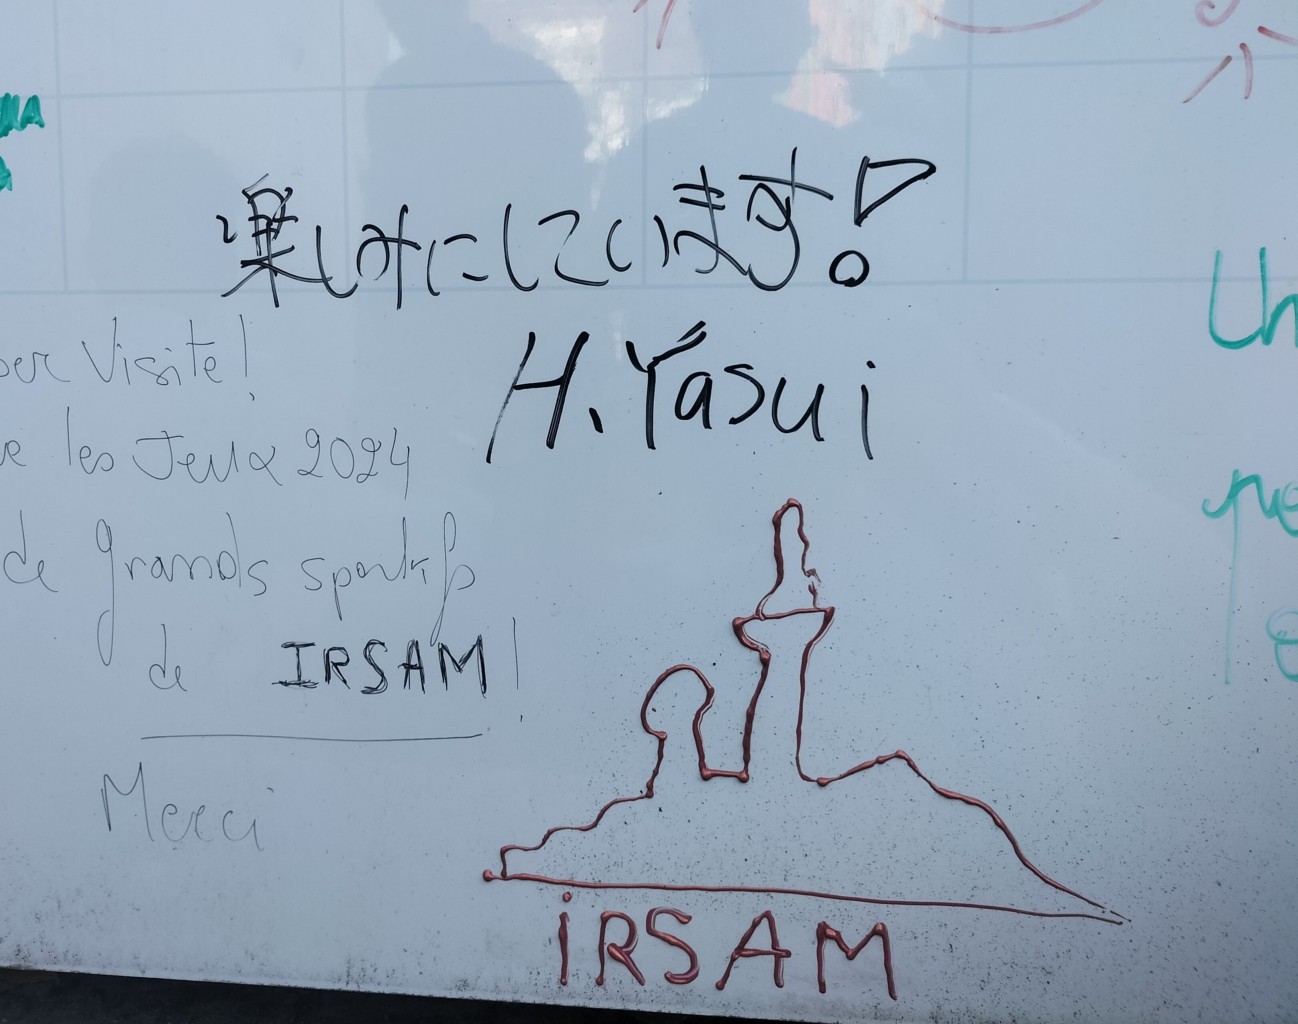 楽しみにしています!
H. Yasui
Visite!
les Jeux 2024
de grands sportifs
de IRSAM!
Merci
iRSAM
Un